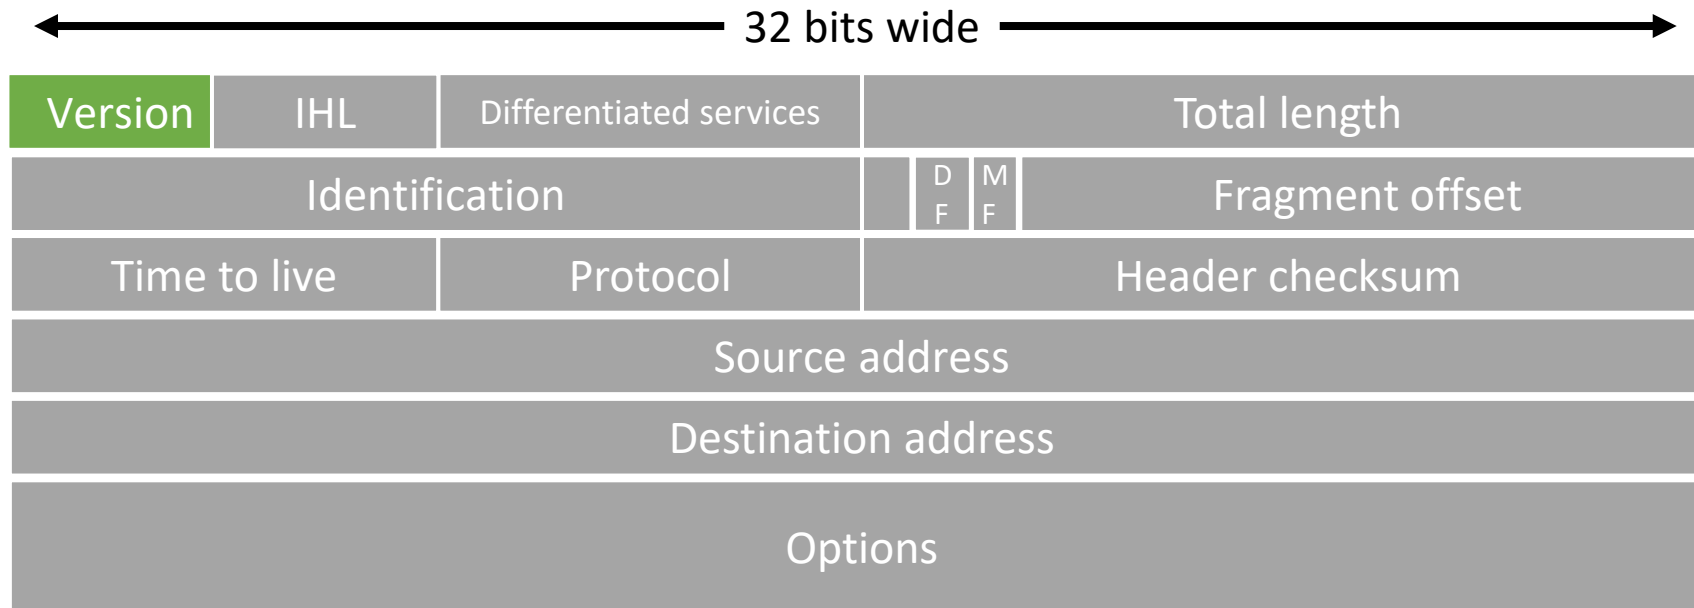 32 bits wide
Version IHL Differentiated services Total length
Identification D F M F Fragment offset
Time to live Protocol Header checksum
Source address
Destination address
Options